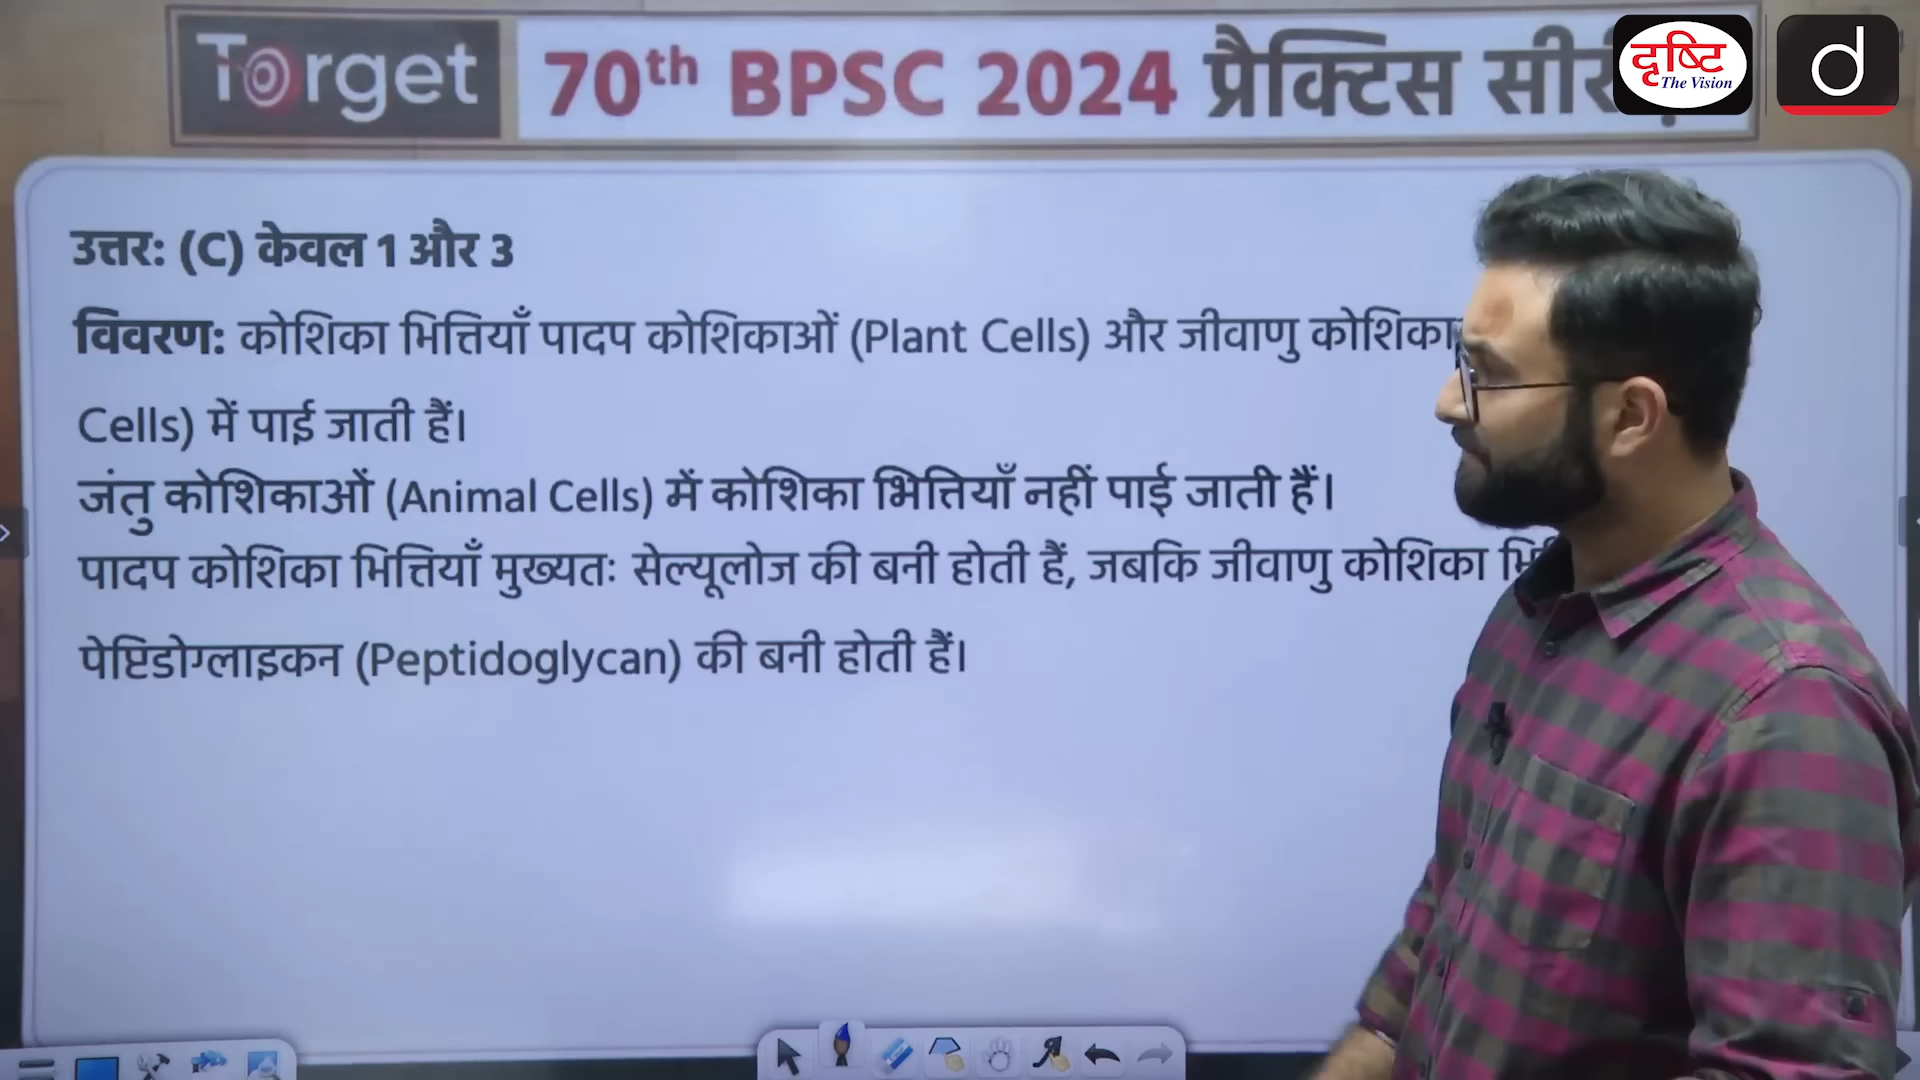 Target
70th BPSC 2024 प्रैक्टिस
दृष्टि
The Vision
d
उत्तर: (C) केवल 1 और 3
विवरण: कोशिका भित्तियाँ पादप कोशिकाओं (Plant Cells) और जीवाणु
Cells) में पाई जाती हैं।
जंतु कोशिकाओं (Animal Cells) में कोशिका भित्तियाँ नहीं पाई जाती हैं।
पादप कोशिका भित्तियाँ मुख्यतः सेल्यूलोज की बनी होती हैं, जबकि जीवाणु कोशिका
पेप्टिडोग्लाइकन (Peptidoglycan) की बनी होती हैं।